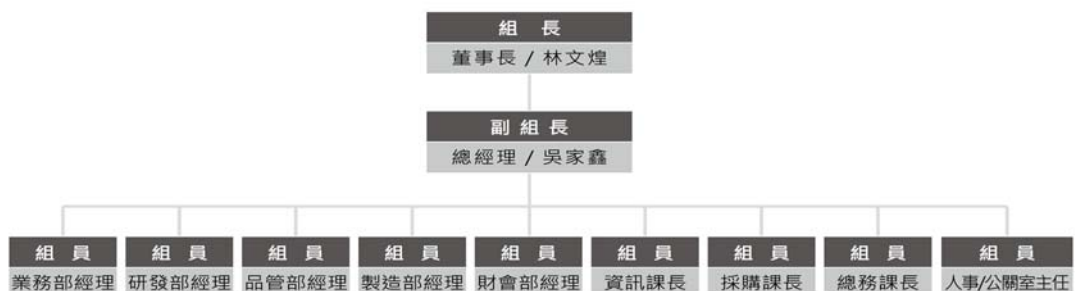 組 長
董事長 / 林文煌
副 組 長
總經理 / 吳家鑫
組 員 組 員 組 員 組 員 組 員 組 員 組 員 組 員 組 員
業務部經理 研發部經理 品管部經理 製造部經理 財會部經理 資訊課長 採購課長 總務課長 人事/公關室主任